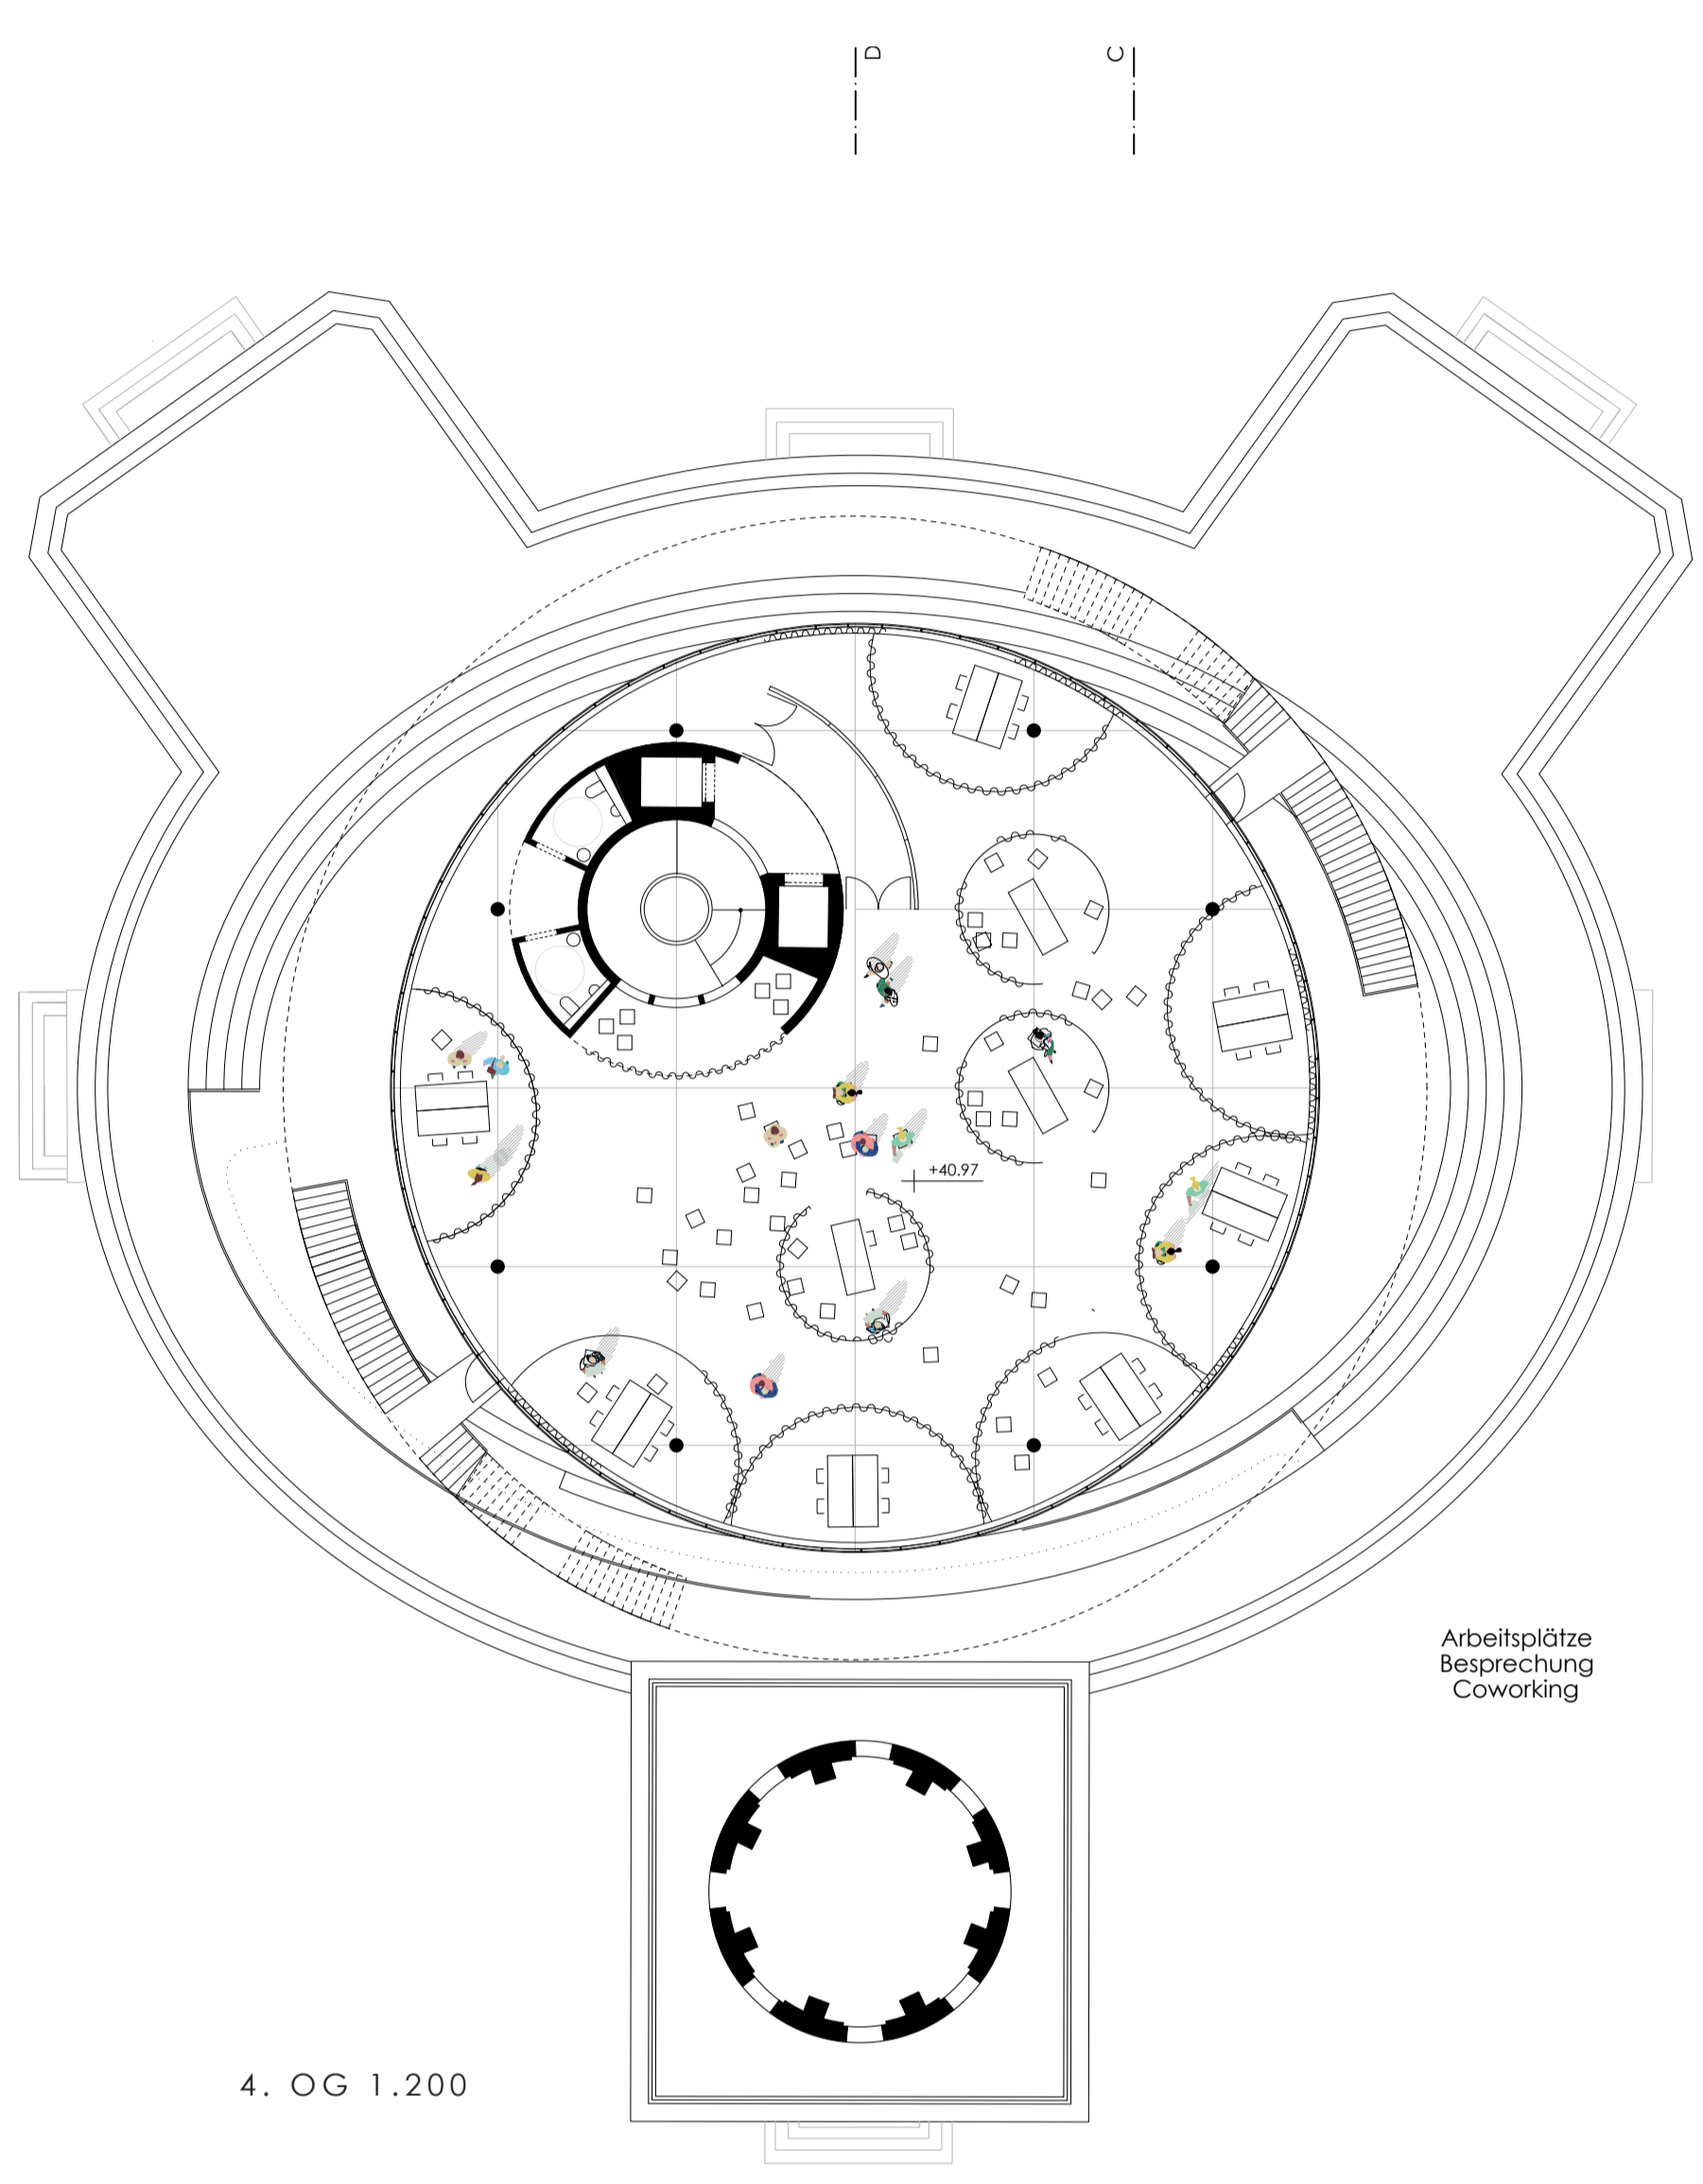 D
C
+40.97
Arbeitsplätze
Besprechung
Coworking
4. OG 1.200